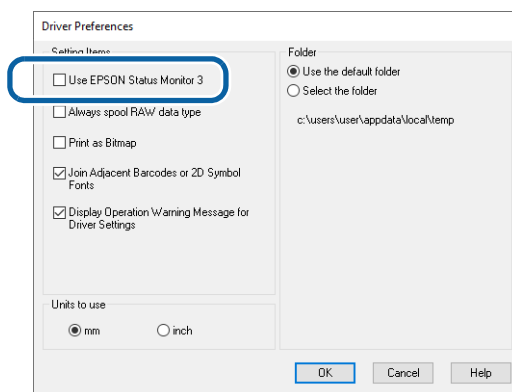 Driver Preferences
Setting Items
Use EPSON Status Monitor 3
Always spool RAW data type
Print as Bitmap
Join Adjacent Barcodes or 2D Symbol
Fonts
Display Operation Warning Message for
Driver Settings
Units to use
mm
inch
Folder
Use the default folder
Select the folder
c:\users\user\appdata\local\temp
OK
Cancel
Help